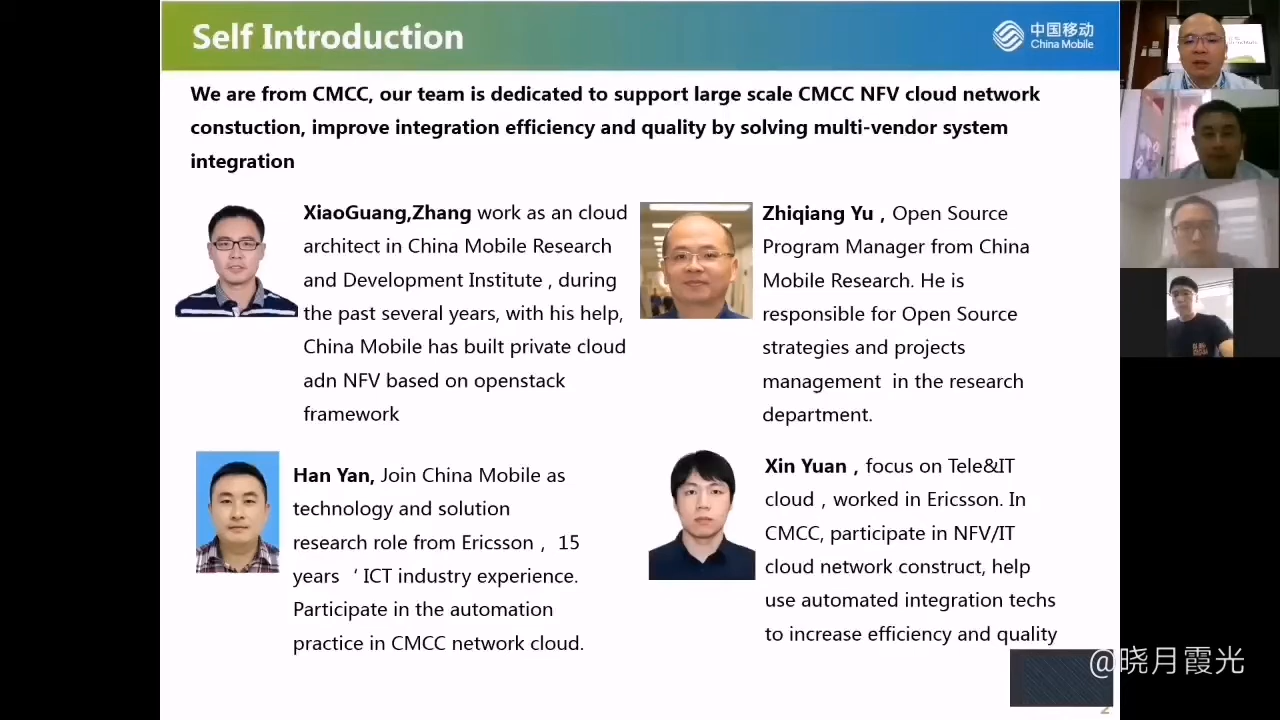 Self Introduction
中国移动
China Mobile
We are from CMCC, our team is dedicated to support large scale CMCC NFV cloud network
constuction, improve integration efficiency and quality by solving multi-vendor system
integration
XiaoGuang,Zhang work as an cloud
architect in China Mobile Research
and Development Institute , during
the past several years, with his help,
China Mobile has built private cloud
adn NFV based on openstack
framework
Zhiqiang Yu , Open Source
Program Manager from China
Mobile Research. He is
responsible for Open Source
strategies and projects
management in the research
department.
Han Yan, Join China Mobile as
technology and solution
research role from Ericsson , 15
years ‘ ICT industry experience.
Participate in the automation
practice in CMCC network cloud.
Xin Yuan , focus on Tele&IT
cloud , worked in Ericsson. In
CMCC, participate in NFV/IT
cloud network construct, help
use automated integration techs
to increase efficiency and quality
@晓月霞光